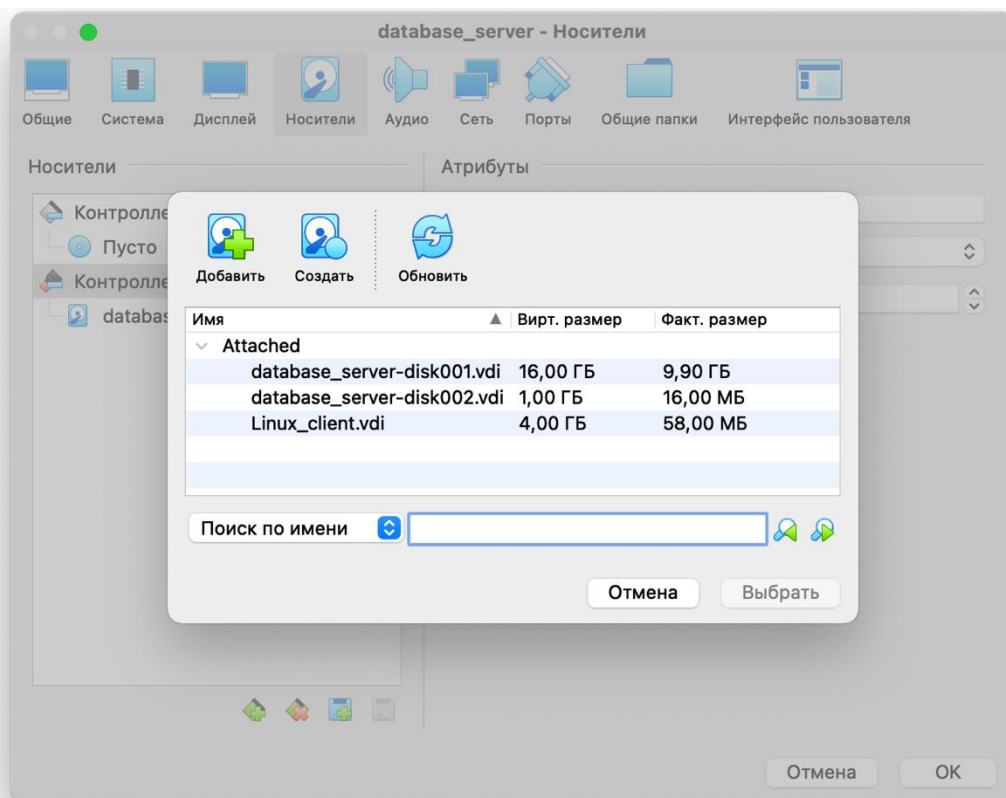 database_server - Носители
Общие Система Дисплей Носители Аудио Сеть Порты Общие папки Интерфейс пользователя
Носители Атрибуты
Контролле
Пусто
Контролле
databas
Добавить Создать Обновить
Имя Вирт. размер Факт. размер
Attached
database_server-disk001.vdi 16,00 ГБ 9,90 ГБ
database_server-disk002.vdi 1,00 ГБ 16,00 МБ
Linux_client.vdi 4,00 ГБ 58,00 МБ
Поиск по имени
Отмена Выбрать
Отмена OK